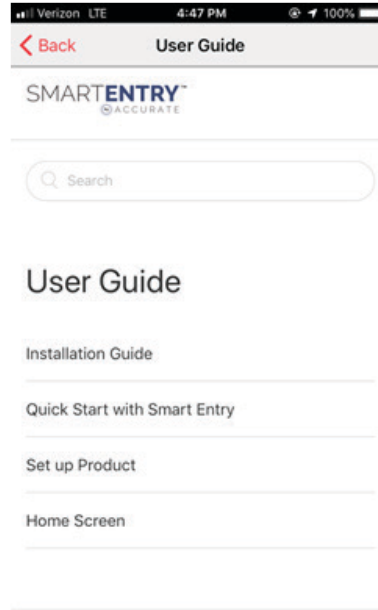 Verizon LTE 4:47 PM 100%
Back User Guide
SMARTENTRY™
ACCURATE
Search
User Guide
Installation Guide
Quick Start with Smart Entry
Set up Product
Home Screen